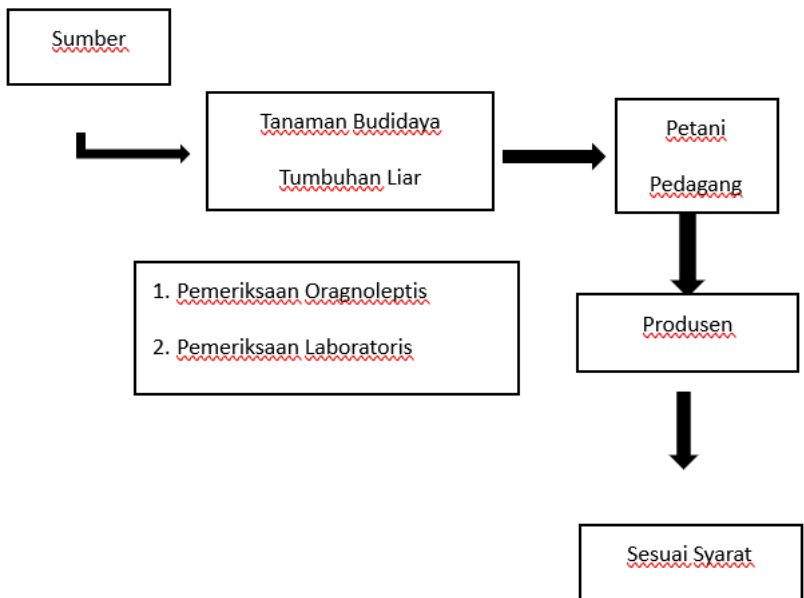 Sumber
Tanaman Budidaya
Tumbuhan Liar
Petani
Pedagang
1. Pemeriksaan Oragnoleptis
2. Pemeriksaan Laboratoris
Produsen
Sesuai Syarat